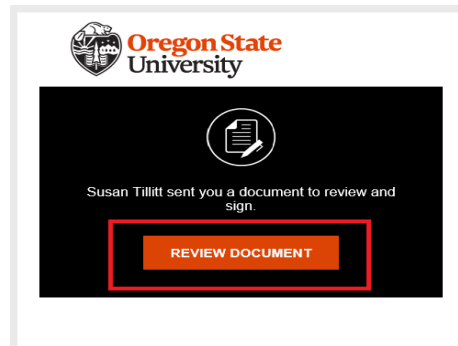 Oregon State
University
Susan Tillitt sent you a document to review and
sign.
REVIEW DOCUMENT